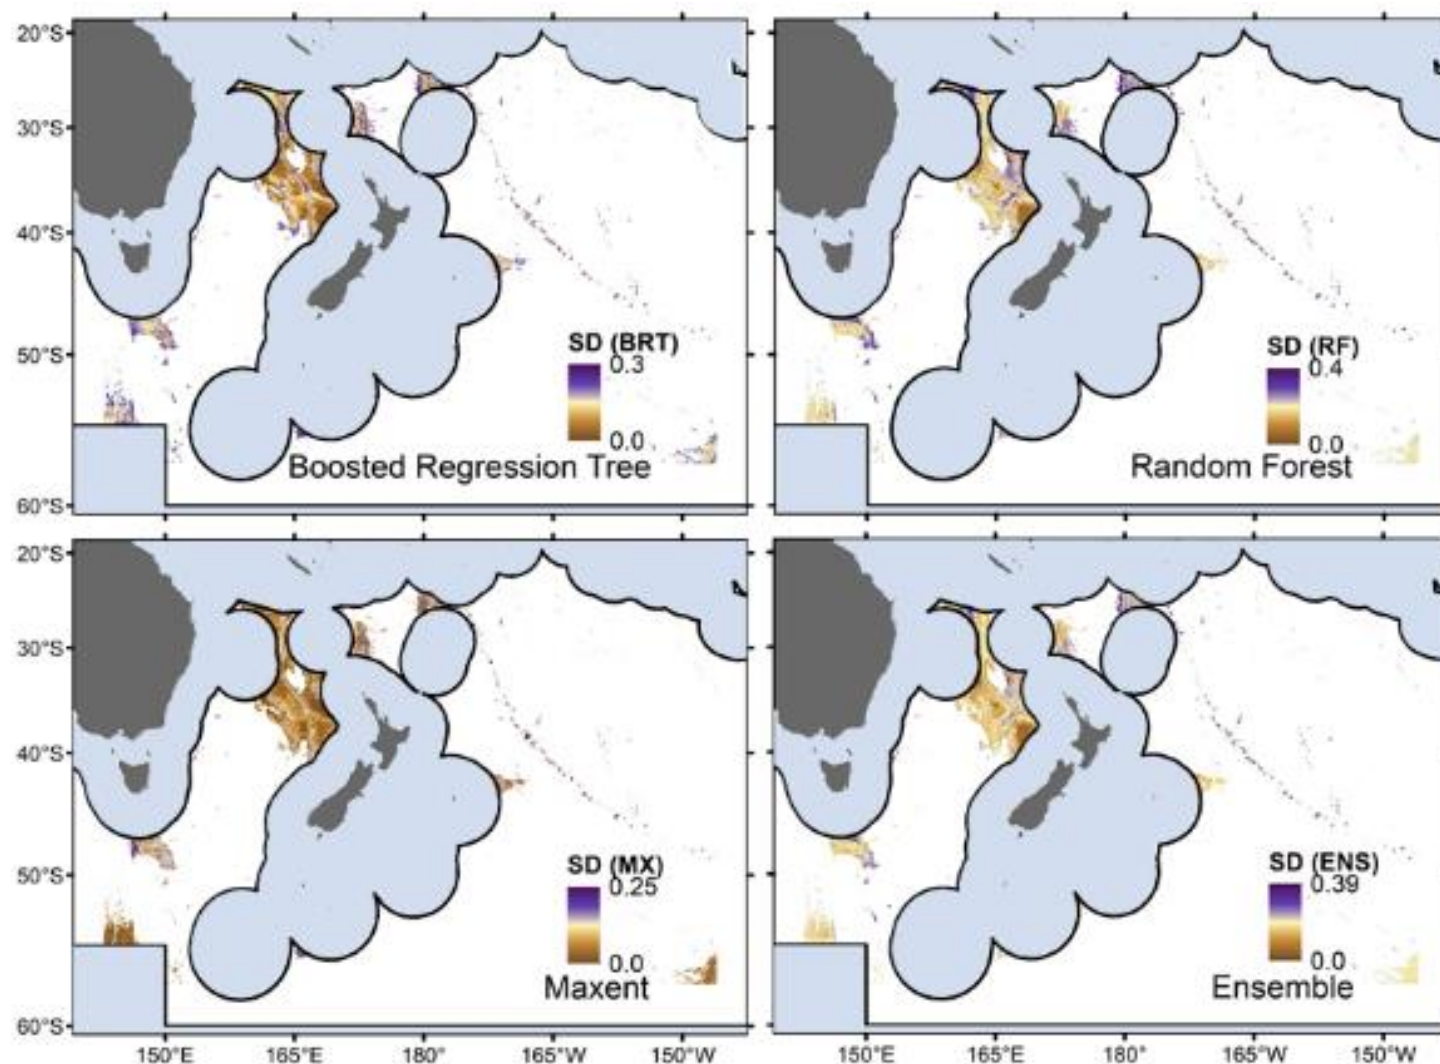 20°S
30°S
40°S
50°S
60°S
SD (BRT)
0.3
0.0
Boosted Regression Tree
SD (RF)
0.4
0.0
Random Forest
20°S
30°S
40°S
50°S
60°S
SD (MX)
0.25
0.0
Maxent
SD (ENS)
0.39
0.0
Ensemble
150°E 165°E 180° 165°W 150°W
150°E 165°E 180° 165°W 150°W